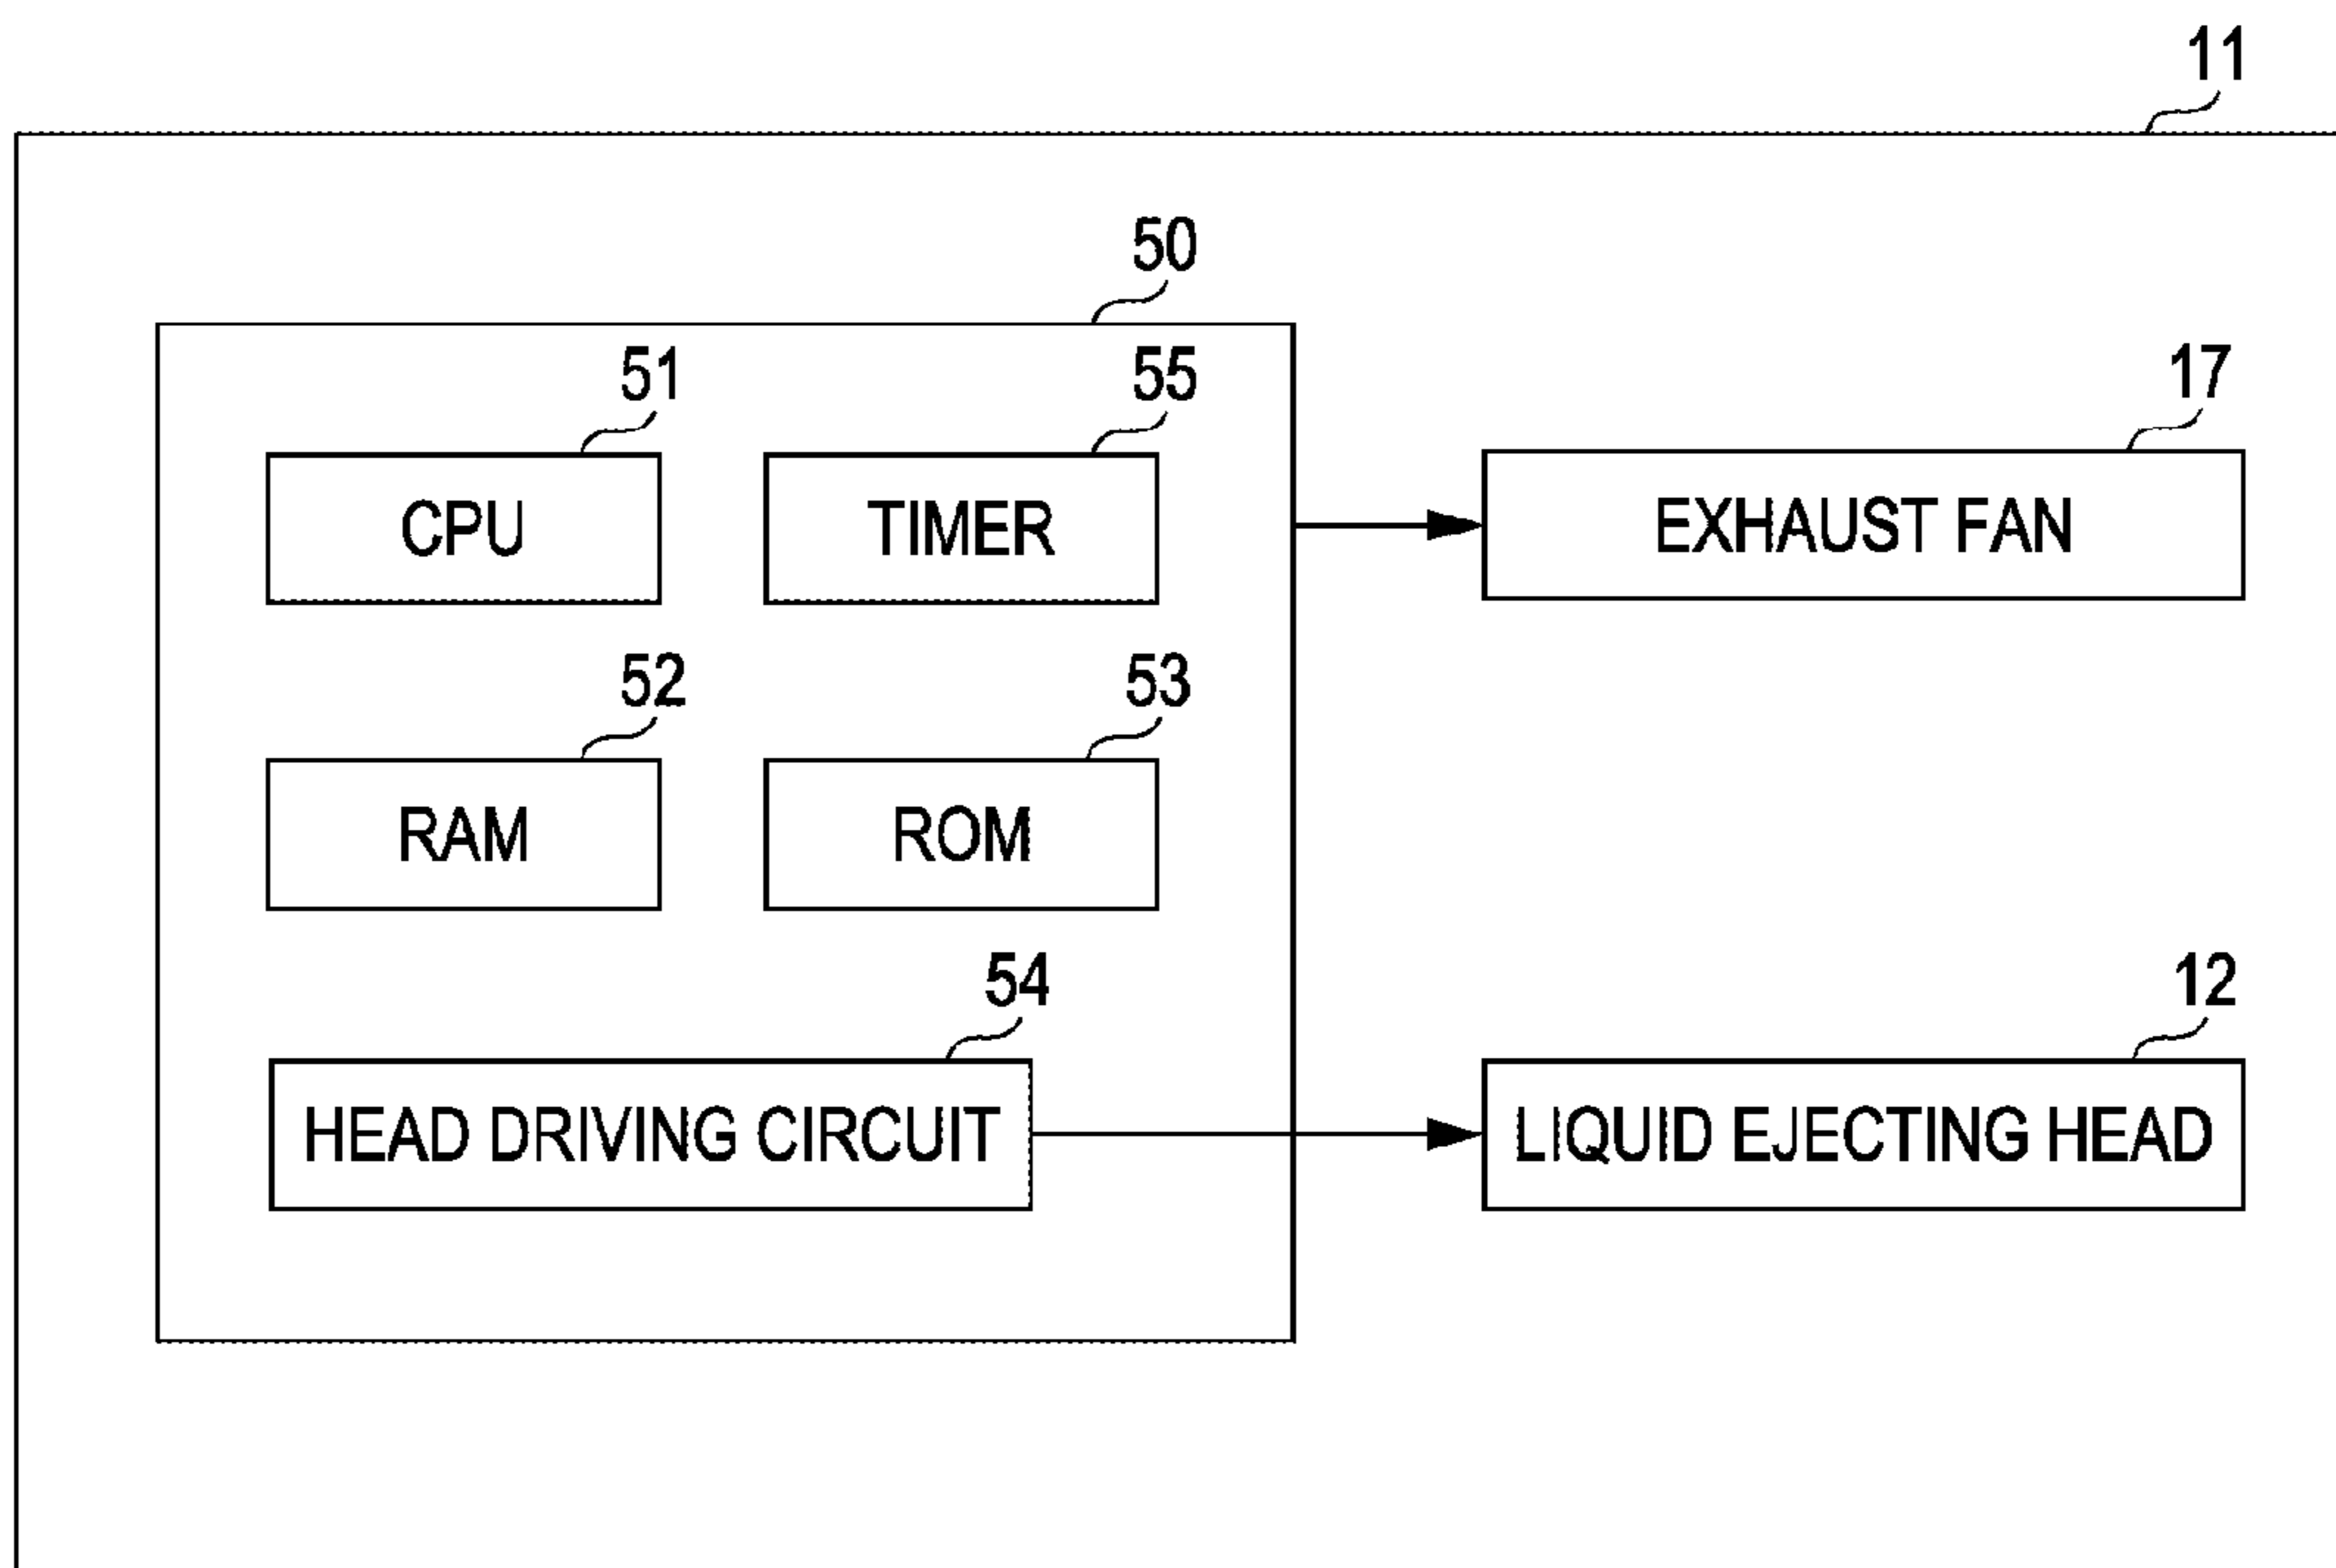 11
50
51
55
17
CPU
TIMER
EXHAUST FAN
52
53
RAM
ROM
54
12
HEAD DRIVING CIRCUIT
LIQUID EJECTING HEAD